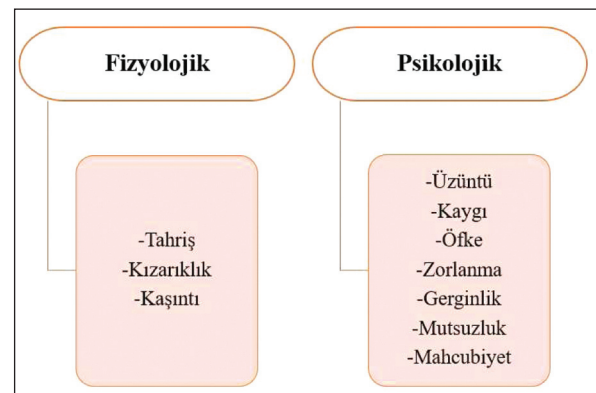 Fizyolojik
-Tahriş
-Kızarıklık
-Kaşıntı
Psikolojik
-Üzüntü
-Kaygı
-Öfke
-Zorlanma
-Gerginlik
-Mutsuzluk
-Mahcubiyet